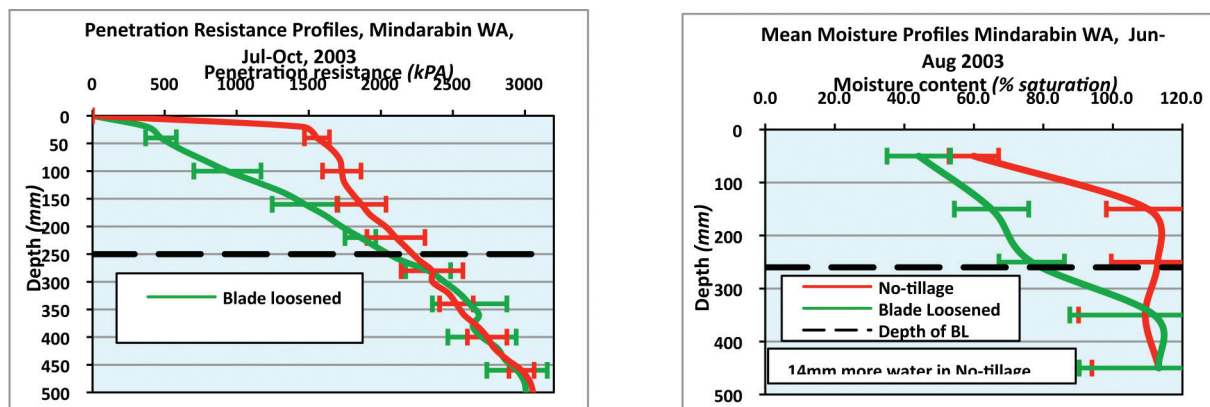 Penetration Resistance Profiles, Mindarabin WA,
Jul-Oct, 2003
Penetration resistance (kPA)
0 500 1000 1500 2000 2500 3000
0
50
100
150
200
250
300
350
400
450
500
Depth (mm)
Blade loosened
Mean Moisture Profiles Mindarabin WA, Jun-
Aug 2003
Moisture content (% saturation)
0.0 20.0 40.0 60.0 80.0 100.0 120.0
0
100
200
300
400
500
Depth (mm)
No-tillage
Blade Loosened
Depth of BL
14mm more water in No-tillage